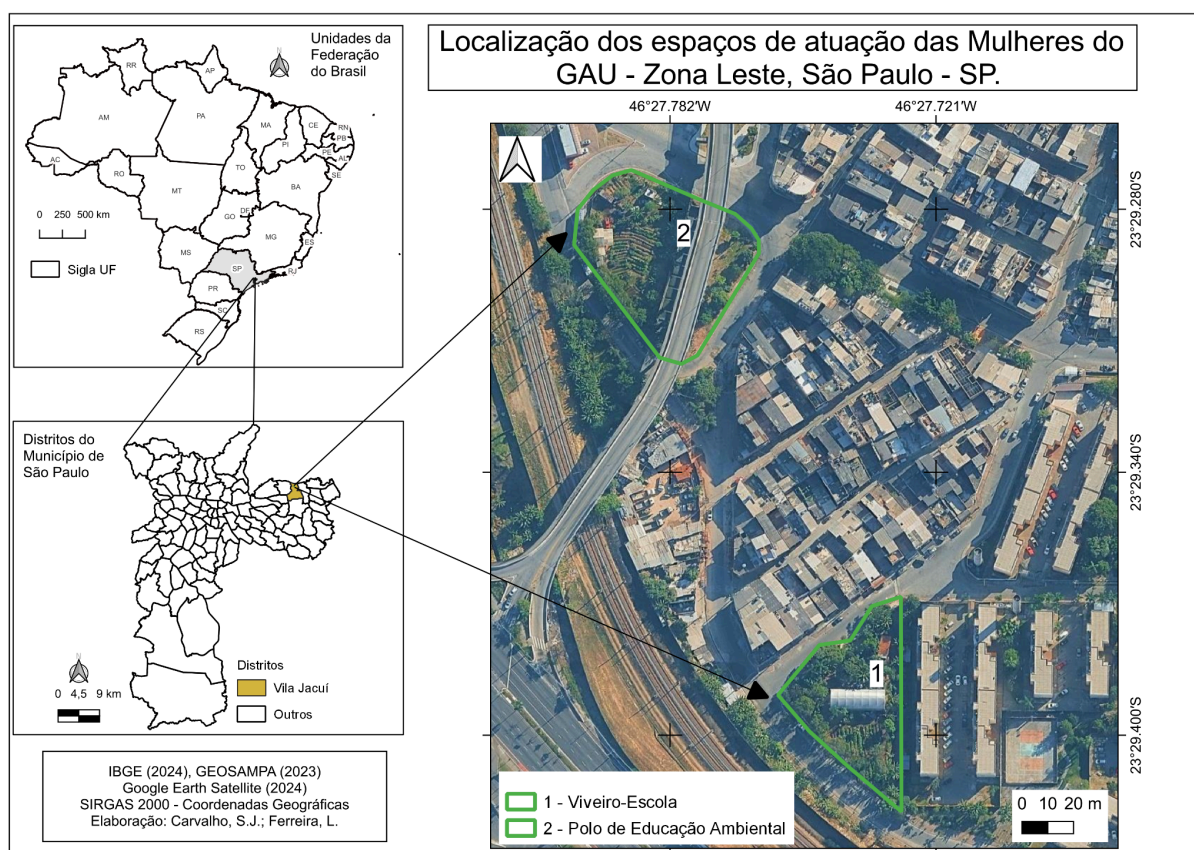 Unidades da
Federação
do Brasil
N
RR
AP
AM
PA
MA
CE
RN
PB
PI
PE
AL
SE
AC
RO
TO
BA
MT
GO
DF
MG
ES
MS
SP
RJ
PR
SC
RS
0 250 500 km
Sigla UF
Distritos do
Município de
São Paulo
N
0 4,5 9 km
Distritos
Vila Jacuí
Outros
IBGE (2024), GEOSAMPA (2023)
Google Earth Satellite (2024)
SIRGAS 2000 - Coordenadas Geográficas
Elaboração: Carvalho, S.J.; Ferreira, L.
Localização dos espaços de atuação das Mulheres do
GAU - Zona Leste, São Paulo - SP.
46°27.782'W
46°27.721'W
23°29.280'S
23°29.340'S
23°29.400'S
2
1
1 - Viveiro-Escola
2 - Polo de Educação Ambiental
0 10 20 m